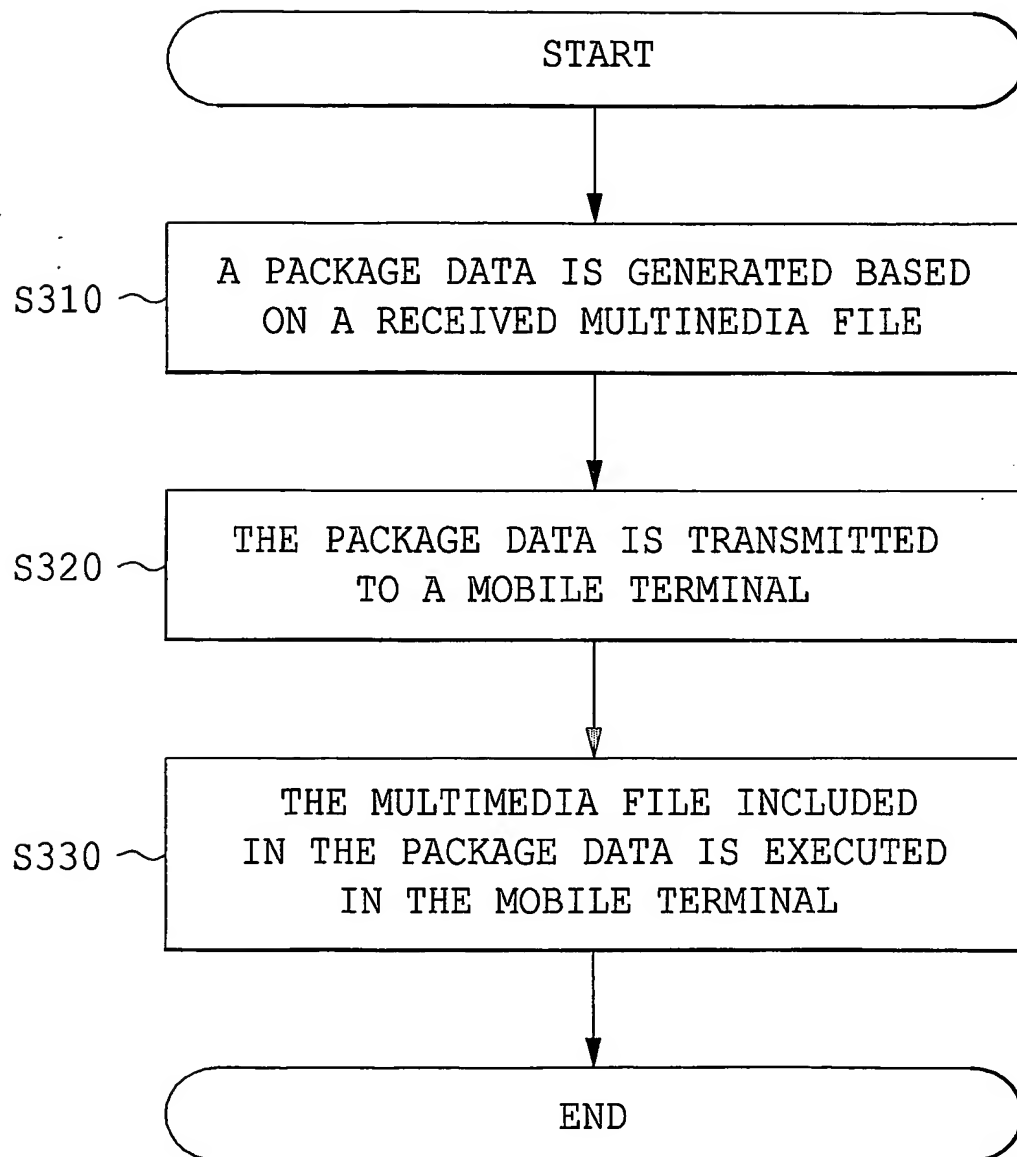 START
S310
A PACKAGE DATA IS GENERATED BASED
ON A RECEIVED MULTINEDIA FILE
S320
THE PACKAGE DATA IS TRANSMITTED
TO A MOBILE TERMINAL
S330
THE MULTIMEDIA FILE INCLUDED
IN THE PACKAGE DATA IS EXECUTED
IN THE MOBILE TERMINAL
END